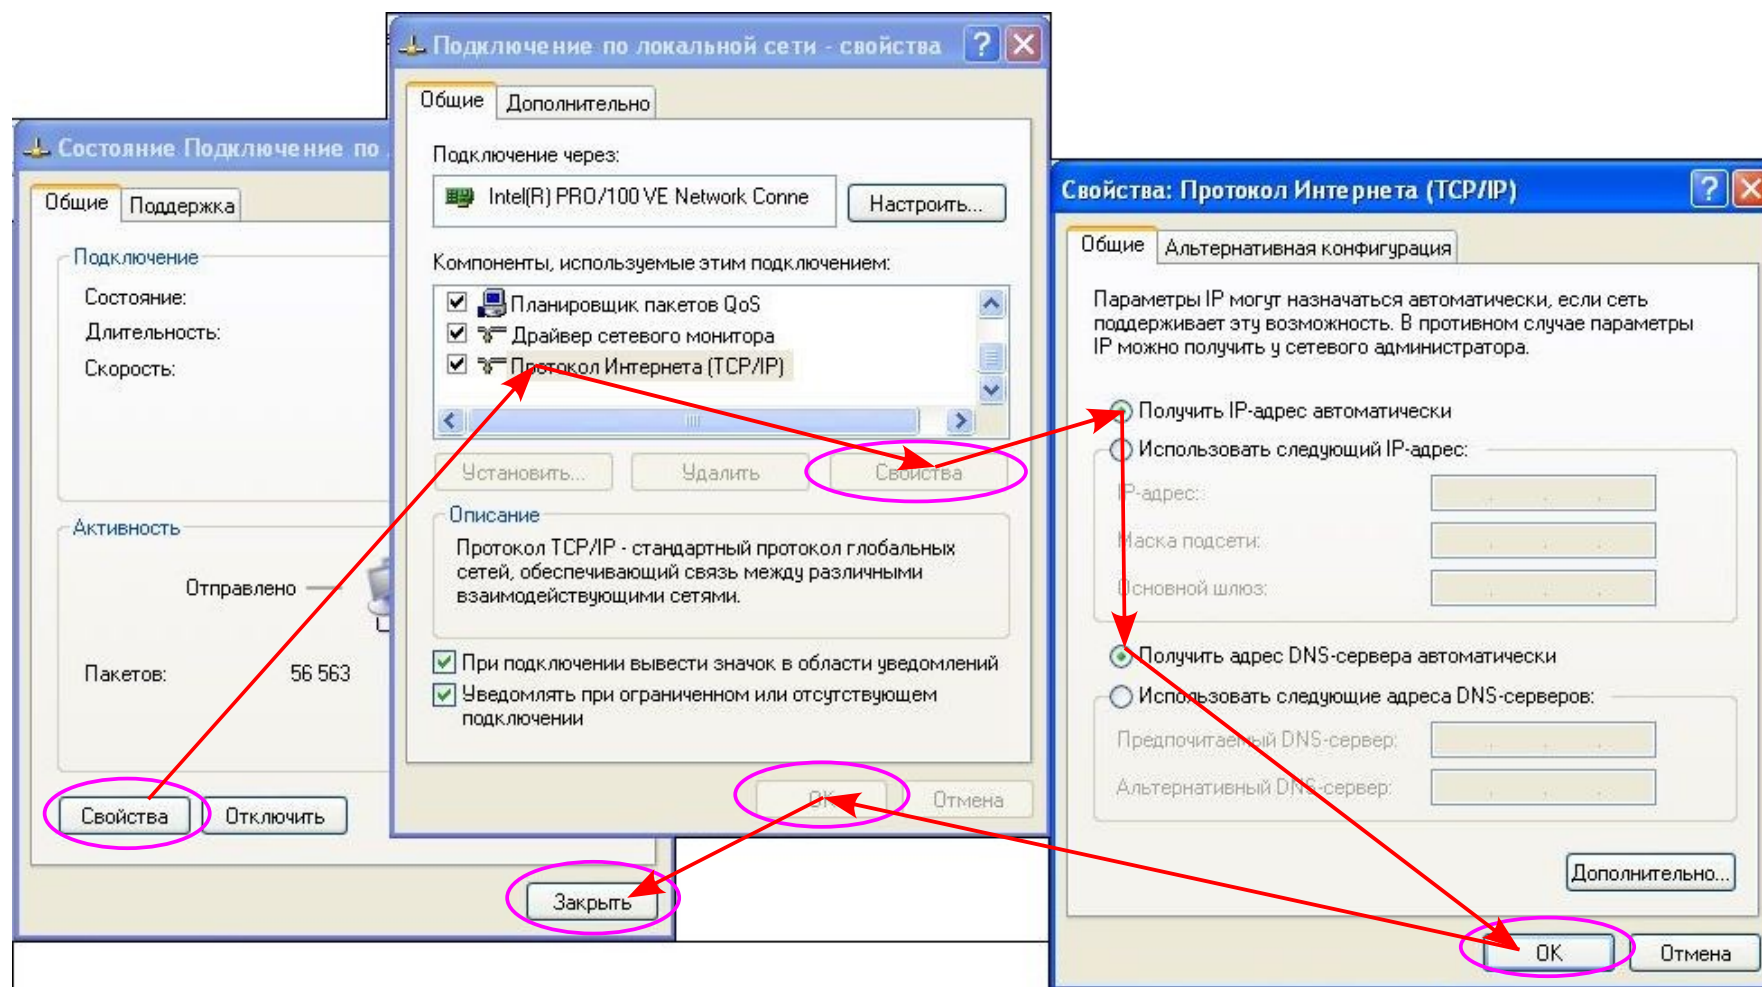 Состояние Подключение по
Общие
Поддержка
Подключение
Состояние:
Длительность:
Скорость:
Активность
Отправлено
Пакетов:
56 563
Свойства
Отключить
Закрыть
Подключение по локальной сети - свойства
Общие
Дополнительно
Подключение через:
Intel(R) PRO/100 VE Network Conne
Настроить...
Компоненты, используемые этим подключением:
Планировщик пакетов QoS
Драйвер сетевого монитора
Протокол Интернета (TCP/IP)
Установить...
Удалить
Свойства
Описание
Протокол TCP/IP - стандартный протокол глобальных
сетей, обеспечивающий связь между различными
взаимодействующими сетями.
При подключении вывести значок в области уведомлений
Уведомлять при ограниченном или отсутствующем
подключении
OK
Отмена
Свойства: Протокол Интернета (TCP/IP)
Общие
Альтернативная конфигурация
Параметры IP могут назначаться автоматически, если сеть
поддерживает эту возможность. В противном случае параметры
IP можно получить у сетевого администратора.
Получить IP-адрес автоматически
Использовать следующий IP-адрес:
IP-адрес:
Маска подсети:
Основной шлюз:
Получить адрес DNS-сервера автоматически
Использовать следующие адреса DNS-серверов:
Предпочитаемый DNS-сервер:
Альтернативный DNS-сервер:
Дополнительно...
OK
Отмена